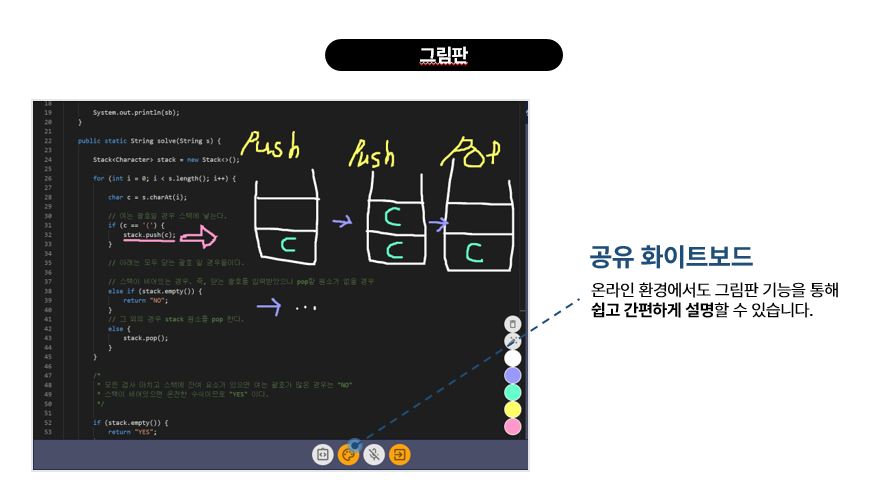 그림판
18
19 System.out.println(sb);
20 }
21
22 public static String solve(String s) {
23
24 Stack<Character> stack = new Stack<>();
25
26 for (int i = 0; i < s.length(); i++) {
27
28 char c = s.charAt(i);
29
30 // 여는 괄호일 경우 스택에 넣는다.
31 if (c == '(') {
32 stack.push(c);
33 }
34
35 // 아래는 모두 닫는 괄호 일 경우들이다.
36
37 // 스택이 비어있는 경우. 즉, 닫는 괄호를 입력받았으나 pop할 원소가 없을 경우
38 else if (stack.empty()) {
39 return "NO";
40 }
41 // 그 외의 경우 stack 원소를 pop 한다.
42 else {
43 stack.pop();
44 }
45 }
46
47 /*
48 * 모든 검사 마치고 스택에 잔여 요소가 있으면 여는 괄호가 많은 경우는 "NO"
49 * 스택이 비어있으면 온전한 수식이므로 "YES" 이다.
50 */
51
52 if (stack.empty()) {
53 return "YES";
Push Push POP
C C C C
...
공유 화이트보드
온라인 환경에서도 그림판 기능을 통해
쉽고 간편하게 설명할 수 있습니다.